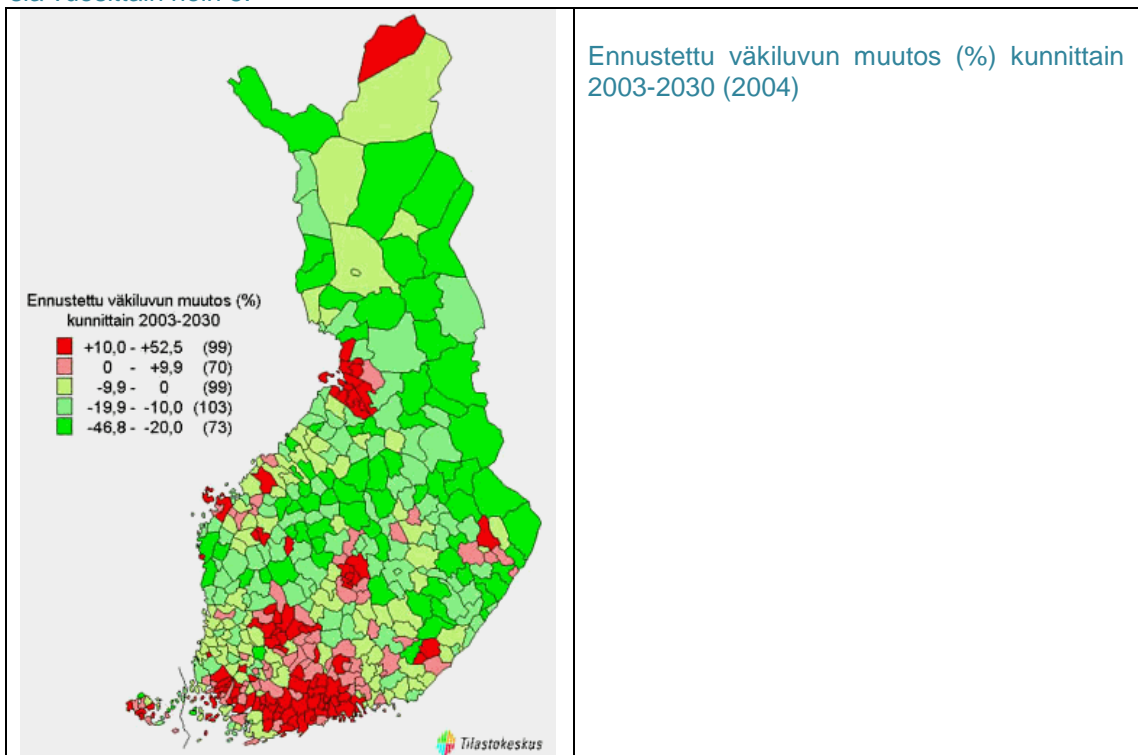 Ennustettu väkiluvun muutos (%) kunnittain
2003-2030 (2004)
Ennustettu väkiluvun muutos (%)
kunnittain 2003-2030
+10,0 - +52,5 (99)
0 - +9,9 (70)
-9,9 - 0 (99)
-19,9 - -10,0 (103)
-46,8 - -20,0 (73)
Tilastokeskus